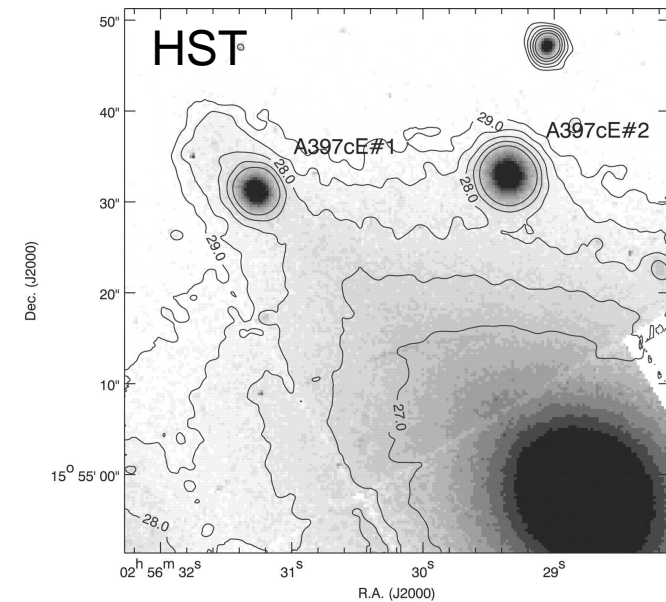 HST
50"
40"
30"
20"
10"
15° 55' 00"
Dec. (J2000)
29.0
A397cE#1
A397cE#2
28.0
28.0
29.0
27.0
28.0
02ʰ 56ᵐ 32ˢ
31ˢ
30ˢ
29ˢ
R.A. (J2000)